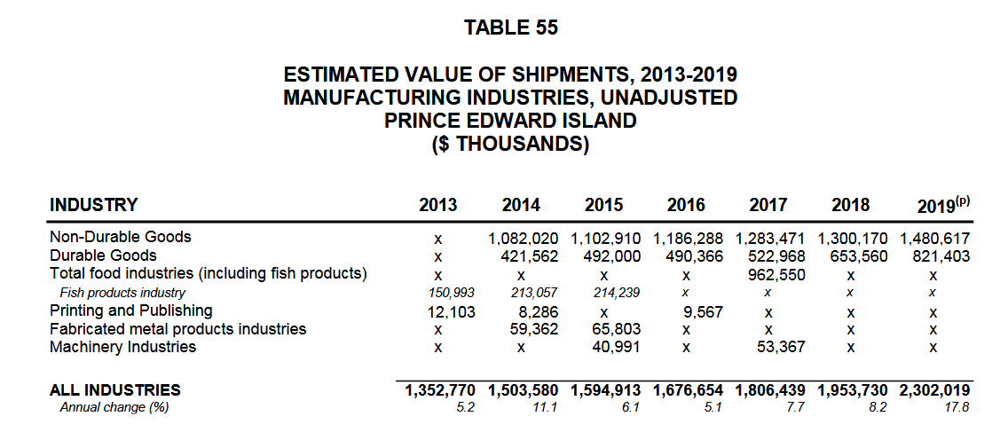 TABLE 55
ESTIMATED VALUE OF SHIPMENTS, 2013-2019
MANUFACTURING INDUSTRIES, UNADJUSTED
PRINCE EDWARD ISLAND
($ THOUSANDS)
INDUSTRY 2013 2014 2015 2016 2017 2018 2019(p)
Non-Durable Goods x 1,082,020 1,102,910 1,186,288 1,283,471 1,300,170 1,480,617
Durable Goods x 421,562 492,000 490,366 522,968 653,560 821,403
Total food industries (including fish products) x x x x 962,550 x x
Fish products industry 150,993 213,057 214,239 x x x x
Printing and Publishing 12,103 8,286 x 9,567 x x x
Fabricated metal products industries x 59,362 65,803 x x x x
Machinery Industries x x 40,991 x 53,367 x x
ALL INDUSTRIES 1,352,770 1,503,580 1,594,913 1,676,654 1,806,439 1,953,730 2,302,019
Annual change (%) 5.2 11.1 6.1 5.1 7.7 8.2 17.8